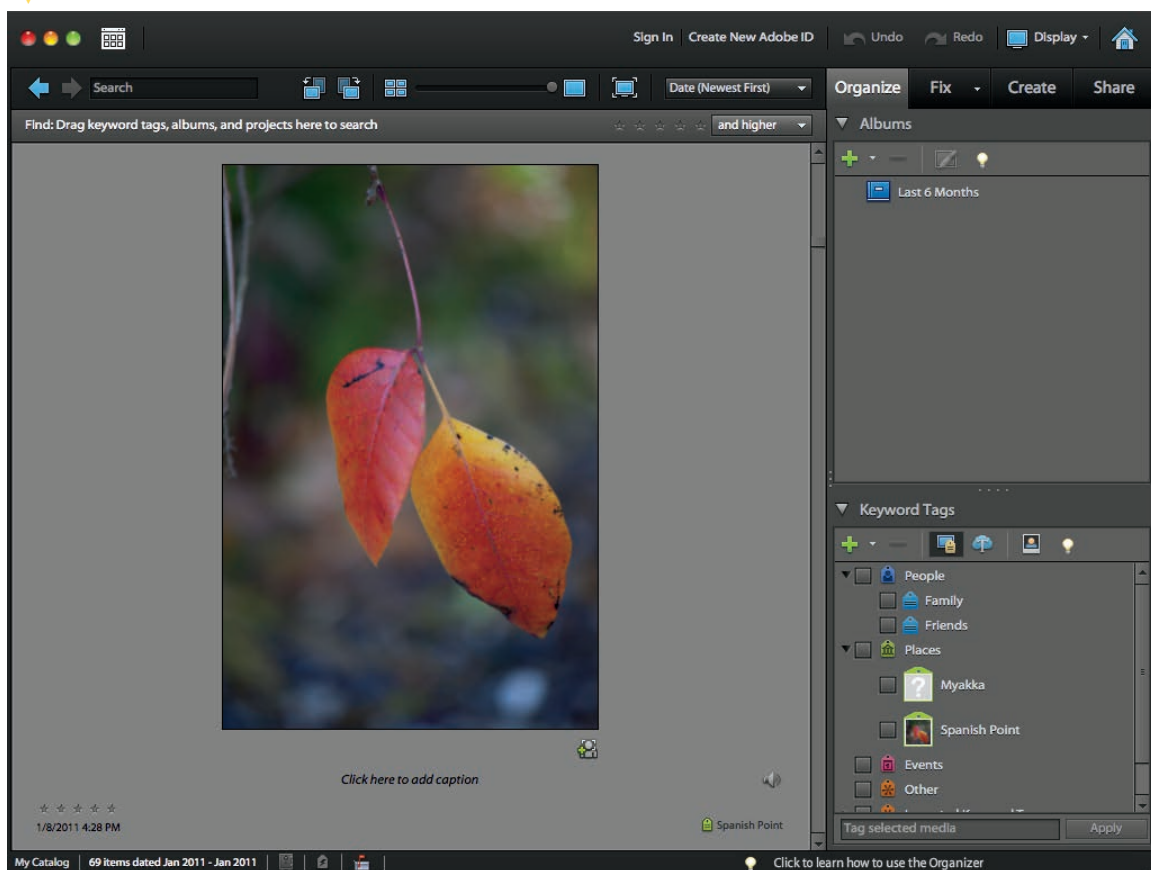 Sign In Create New Adobe ID Undo Redo Display
Search Date (Newest First) Organize Fix Create Share
Find: Drag keyword tags, albums, and projects here to search and higher
Albums
Last 6 Months
Keyword Tags
People
Family
Friends
Places
Myakka
?
Spanish Point
Events
Other
Click here to add caption
1/8/2011 4:28 PM
Spanish Point
Tag selected media Apply
My Catalog 69 items dated Jan 2011 - Jan 2011 Click to learn how to use the Organizer